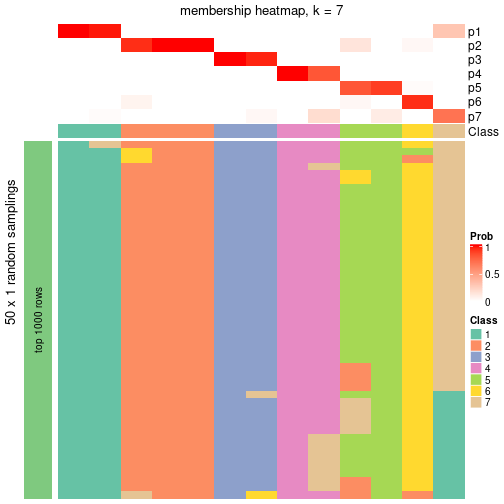 membership heatmap, k = 7
p1
p2
p3
p4
p5
p6
p7
Class
50 x 1 random samplings
top 1000 rows
Prob
1
0.5
0
Class
1
2
3
4
5
6
7